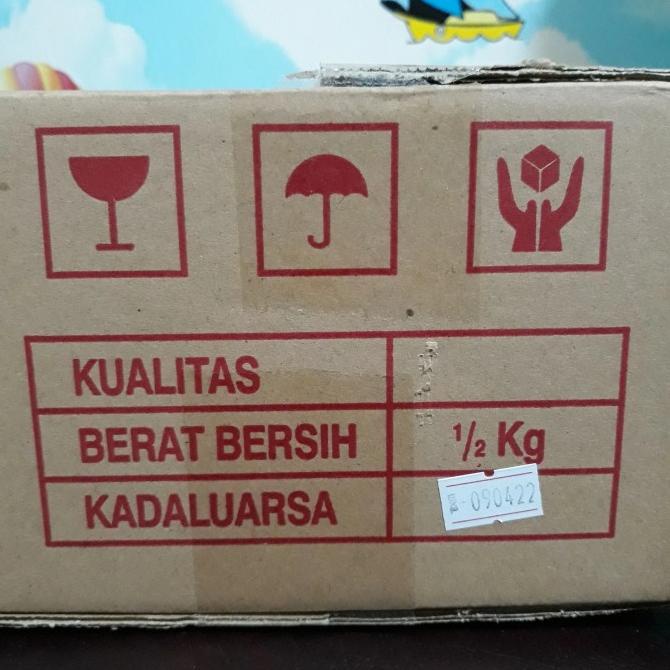 KUALITAS
BERAT BERSIH 1/2 Kg
KADALUARSA
090422